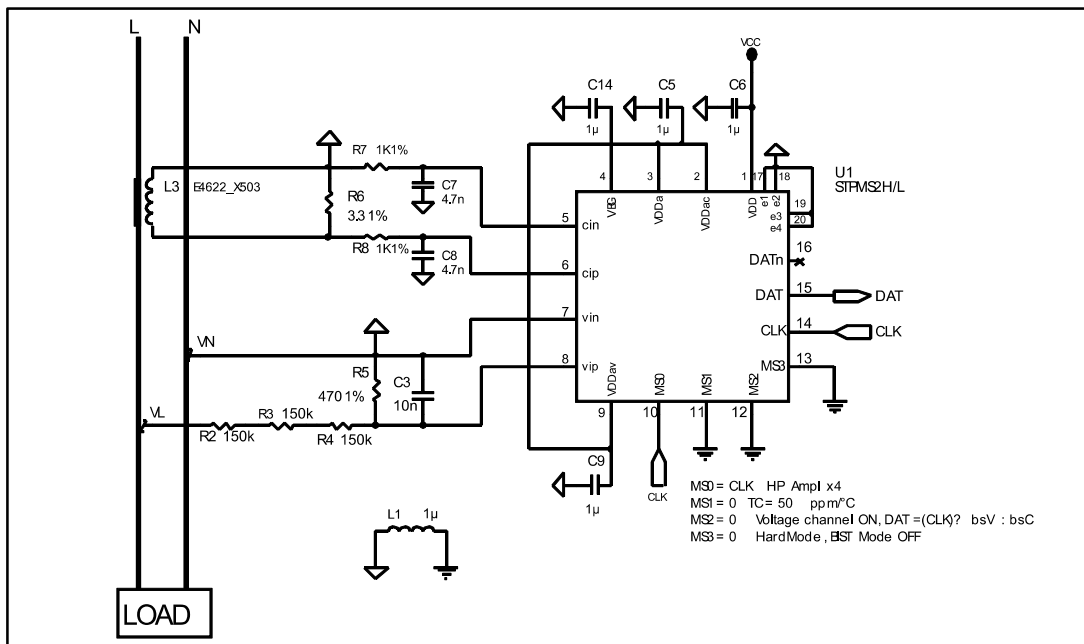 L N
VCC
C14 C5 C6
1µ 1µ 1µ
R7 1K1%
L3 E4622_X503
R6
3.3 1%
C7
4.7n
R8
1K1%
C8
4.7n
4 3 2 1 17 18
U1
STPMS2H/L
VBG VDDa VDDac VDD e1 e2
e3 19
e4 20
5 cin
6 cip
7 vin
8 vip
DATn 16
DAT 15 DAT
CLK 14 CLK
MS3 13
VDDav MS0 MS1 MS2
9 10 11 12
VN
R5
470 1%
C3
10n
VL
R2 150k
R3 150k
R4 150k
C9
1µ
CLK
L1 1µ
MS0 = CLK HP Ampl x4
MS1 = 0 TC = 50 ppm/°C
MS2 = 0 Voltage channel ON, DAT =(CLK)? bsV : bsC
MS3 = 0 HardMode , BIST Mode OFF
LOAD